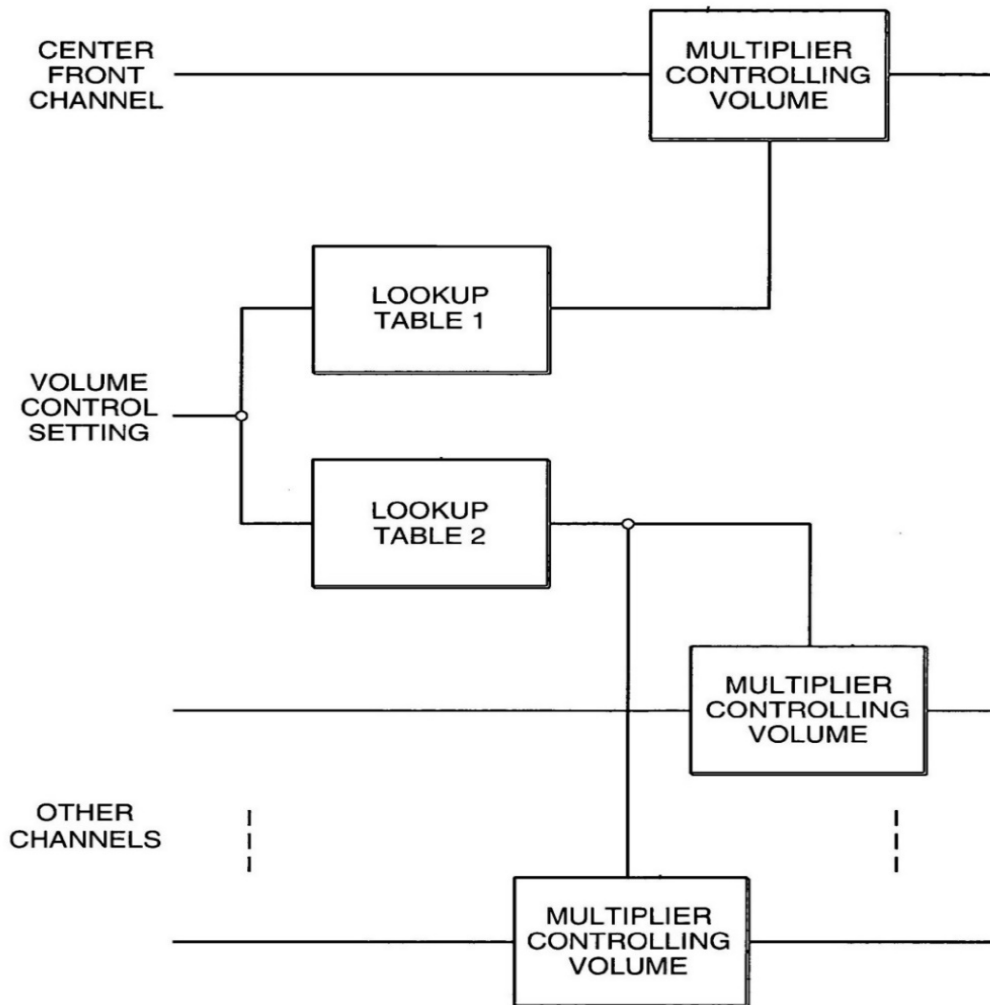 CENTER
FRONT
CHANNEL
MULTIPLIER
CONTROLLING
VOLUME
LOOKUP
TABLE 1
VOLUME
CONTROL
SETTING
LOOKUP
TABLE 2
MULTIPLIER
CONTROLLING
VOLUME
OTHER
CHANNELS
MULTIPLIER
CONTROLLING
VOLUME